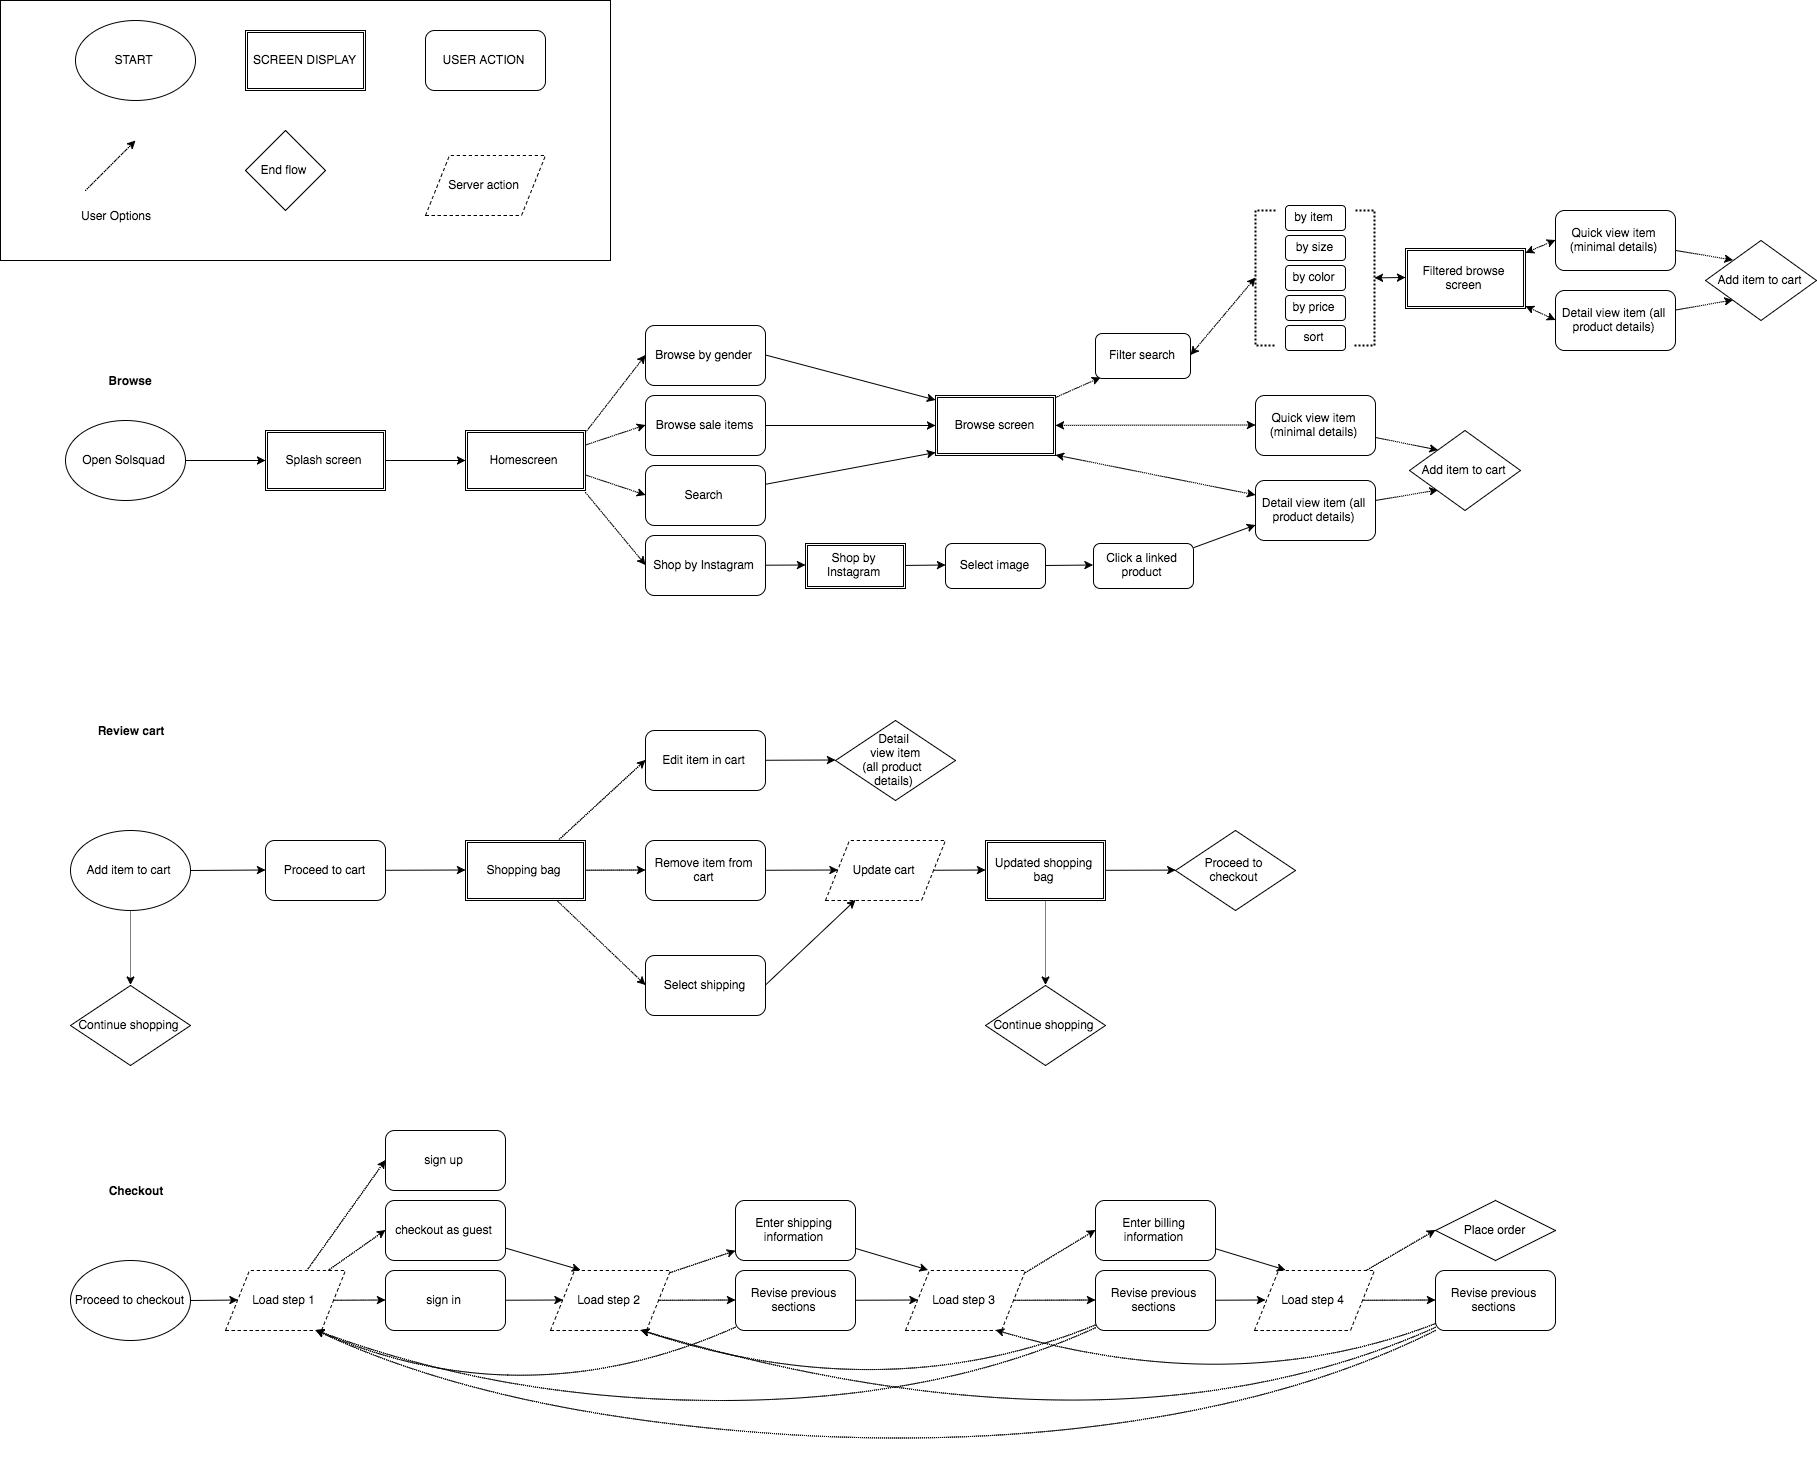 START
SCREEN DISPLAY
USER ACTION
User Options
End flow
Server action
Browse
Open Solsquad
Splash screen
Homescreen
Browse by gender
Browse sale items
Search
Shop by Instagram
Shop by
Instagram
Select image
Click a linked
product
Browse screen
Filter search
by item
by size
by color
by price
sort
Filtered browse
screen
Quick view item
(minimal details)
Detail view item (all
product details)
Add item to cart
Quick view item
(minimal details)
Detail view item (all
product details)
Add item to cart
Review cart
Add item to cart
Continue shopping
Proceed to cart
Shopping bag
Edit item in cart
Detail
view item
(all product
details)
Remove item from
cart
Select shipping
Update cart
Updated shopping
bag
Continue shopping
Proceed to
checkout
Checkout
Proceed to checkout
Load step 1
sign up
checkout as guest
sign in
Load step 2
Enter shipping
information
Revise previous
sections
Load step 3
Enter billing
information
Revise previous
sections
Load step 4
Place order
Revise previous
sections